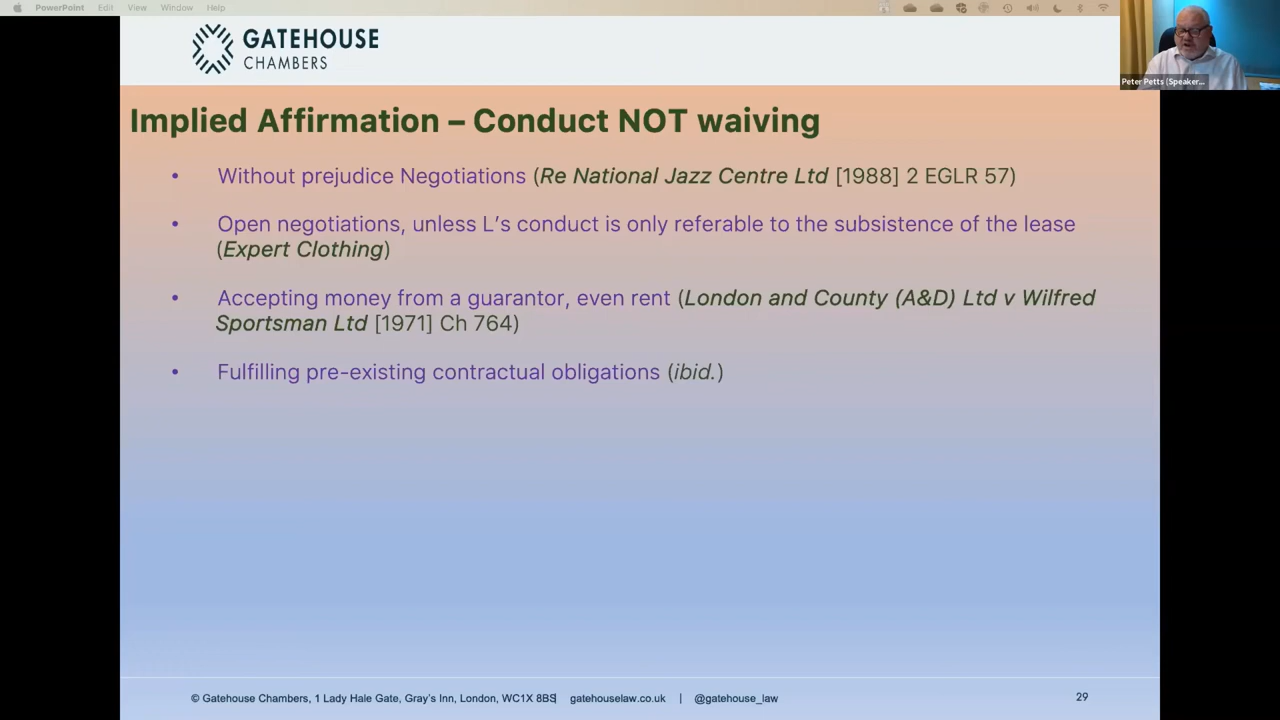 PowerPoint Edit View Window Help
GATEHOUSE
CHAMBERS
Peter Petts (Speaker...
Implied Affirmation – Conduct NOT waiving
• Without prejudice Negotiations (Re National Jazz Centre Ltd [1988] 2 EGLR 57)
• Open negotiations, unless L's conduct is only referable to the subsistence of the lease
(Expert Clothing)
• Accepting money from a guarantor, even rent (London and County (A&D) Ltd v Wilfred
Sportsman Ltd [1971] Ch 764)
• Fulfilling pre-existing contractual obligations (ibid.)
© Gatehouse Chambers, 1 Lady Hale Gate, Gray's Inn, London, WC1X 8BS| gatehouselaw.co.uk | @gatehouse_law
29